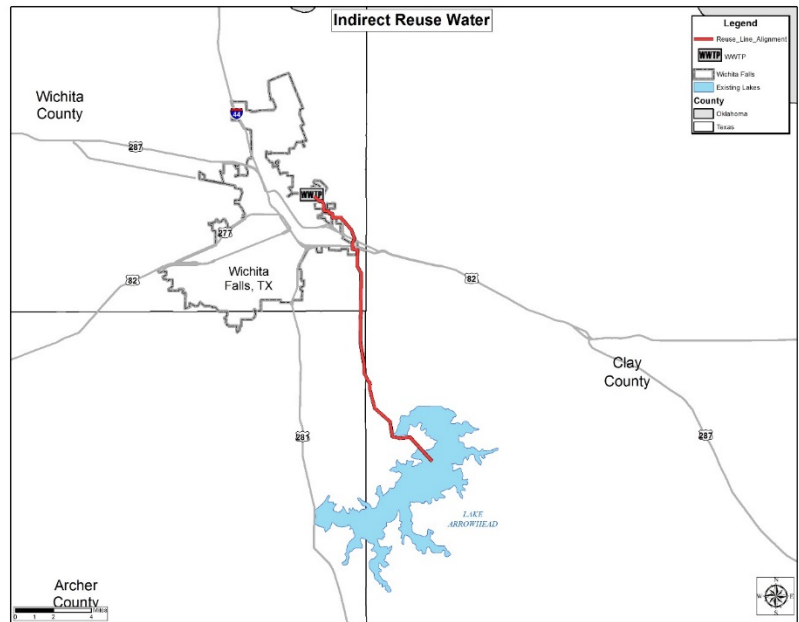 Indirect Reuse Water
Legend
Reuse_Line_Alignment
WWTP
WWTP
Wichita Falls
Existing Lakes
County
Oklahoma
Texas
Wichita
County
44
287
WWTP
277
82
Wichita
Falls, TX
82
Clay
County
281
287
LAKE
ARROWHEAD
Archer
County
Miles
0 1 2 4
N
W E
S